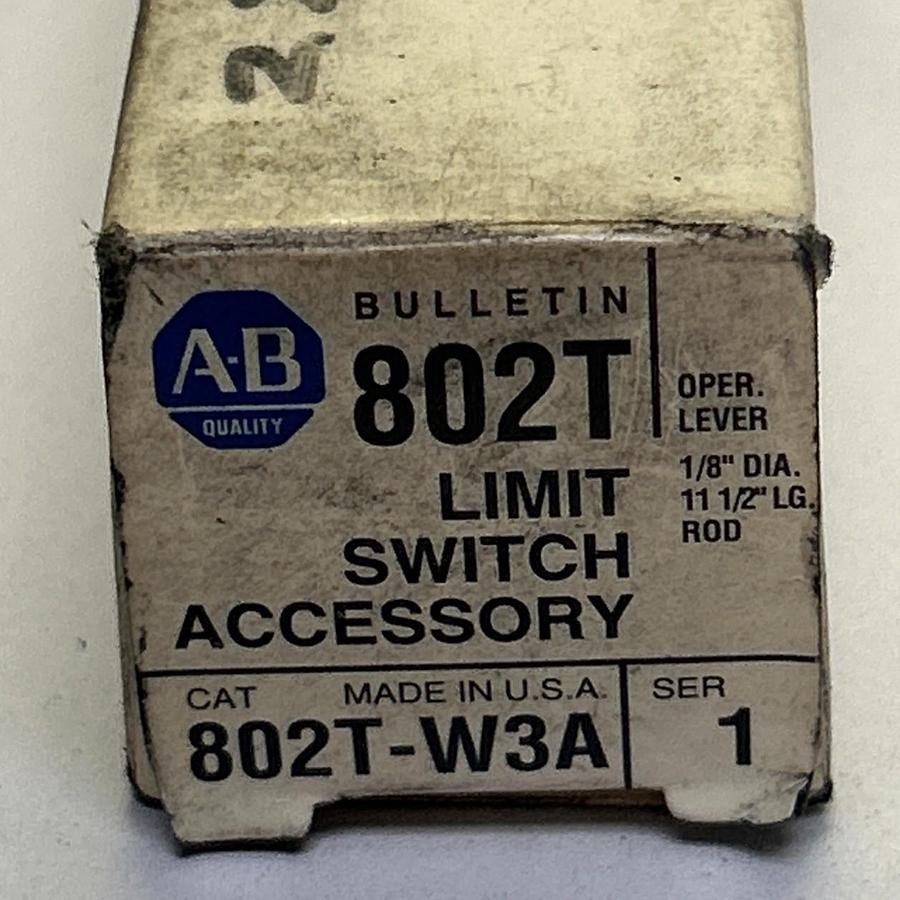 A-B
QUALITY
BULLETIN
802T
LIMIT
SWITCH
ACCESSORY
OPER.
LEVER
1/8" DIA.
11 1/2" LG.
ROD
CAT MADE IN U.S.A.
802T-W3A
SER
1